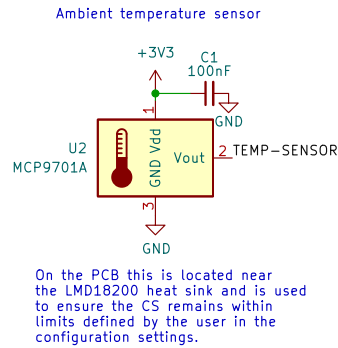 Ambient temperature sensor
+3V3
C1
100nF
GND
1
U2
MCP9701A
GND Vdd
Vout
2
TEMP-SENSOR
3
GND
On the PCB this is located near
the LMD18200 heat sink and is used
to ensure the CS remains within
limits defined by the user in the
configuration settings.